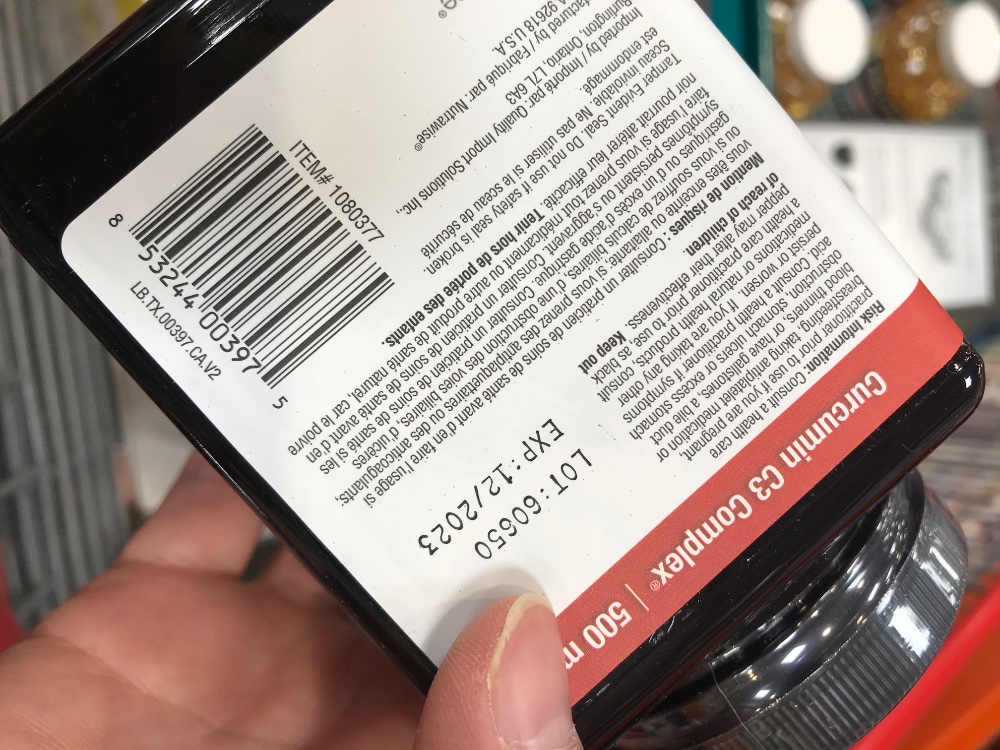 Curcumin C3 Complex® | 500 m
Risk Information: Consult a health care
practitioner prior to use if you are pregnant,
breastfeeding or taking antiplatelet medication or
blood thinners, or have gallstones, a bile duct
obstruction, stomach ulcers or excess stomach
acid. Consult a health care practitioner if symptoms
persist or worsen. If you are taking any other
medications or natural health products, consult
a health care practitioner prior to use, as black
pepper may alter their effectiveness. Keep out
of reach of children.
LOT:60650
EXP:12/2023
Mention de risques : Consulter un praticien de soins de santé avant d'en faire l'usage si
vous êtes enceinte ou allaitante, si vous prenez des antiplaquettaires ou des anticoagulants;
ou si vous souffrez de calculs biliaires, d'une obstruction des voies biliaires, d'ulcères
gastriques ou d'un excès d'acide gastrique. Consulter un praticien de soins de santé si les
symptômes persistent ou s'aggravent. Consulter un praticien de soins de santé avant d'en
faire l'usage si vous prenez tout médicament ou autre produit de santé naturel, car le poivre
noir pourrait altérer leur efficacité. Tenir hors de portée des enfants.
Tamper Evident Seal. Do not use if safety seal is broken.
Sceau inviolable. Ne pas utiliser si le sceau de sécurité
est endommagé.
Imported by / Importé par: Quality Import Solutions Inc.,
Burlington, Ontario, L7L 6A3
factured by / Fabriqué par: Nutrawise®
92618 U.S.A.
ITEM# 1080377
8 53244 00397 5
LB.TX.00397.CA.V2